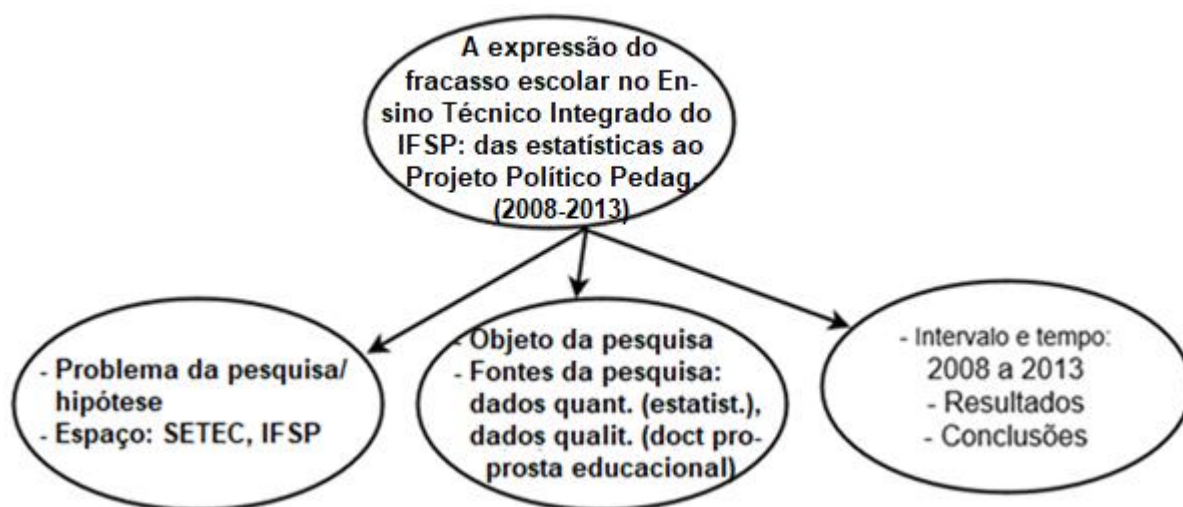 A expressão do
fracasso escolar no En-
sino Técnico Integrado do
IFSP: das estatísticas ao
Projeto Político Pedag.
(2008-2013)
- Problema da pesquisa/
hipótese
- Espaço: SETEC, IFSP
- Objeto da pesquisa
- Fontes da pesquisa:
dados quant. (estatist.),
dados qualit. (doct pro-
prosta educacional)
- Intervalo e tempo:
2008 a 2013
- Resultados
- Conclusões